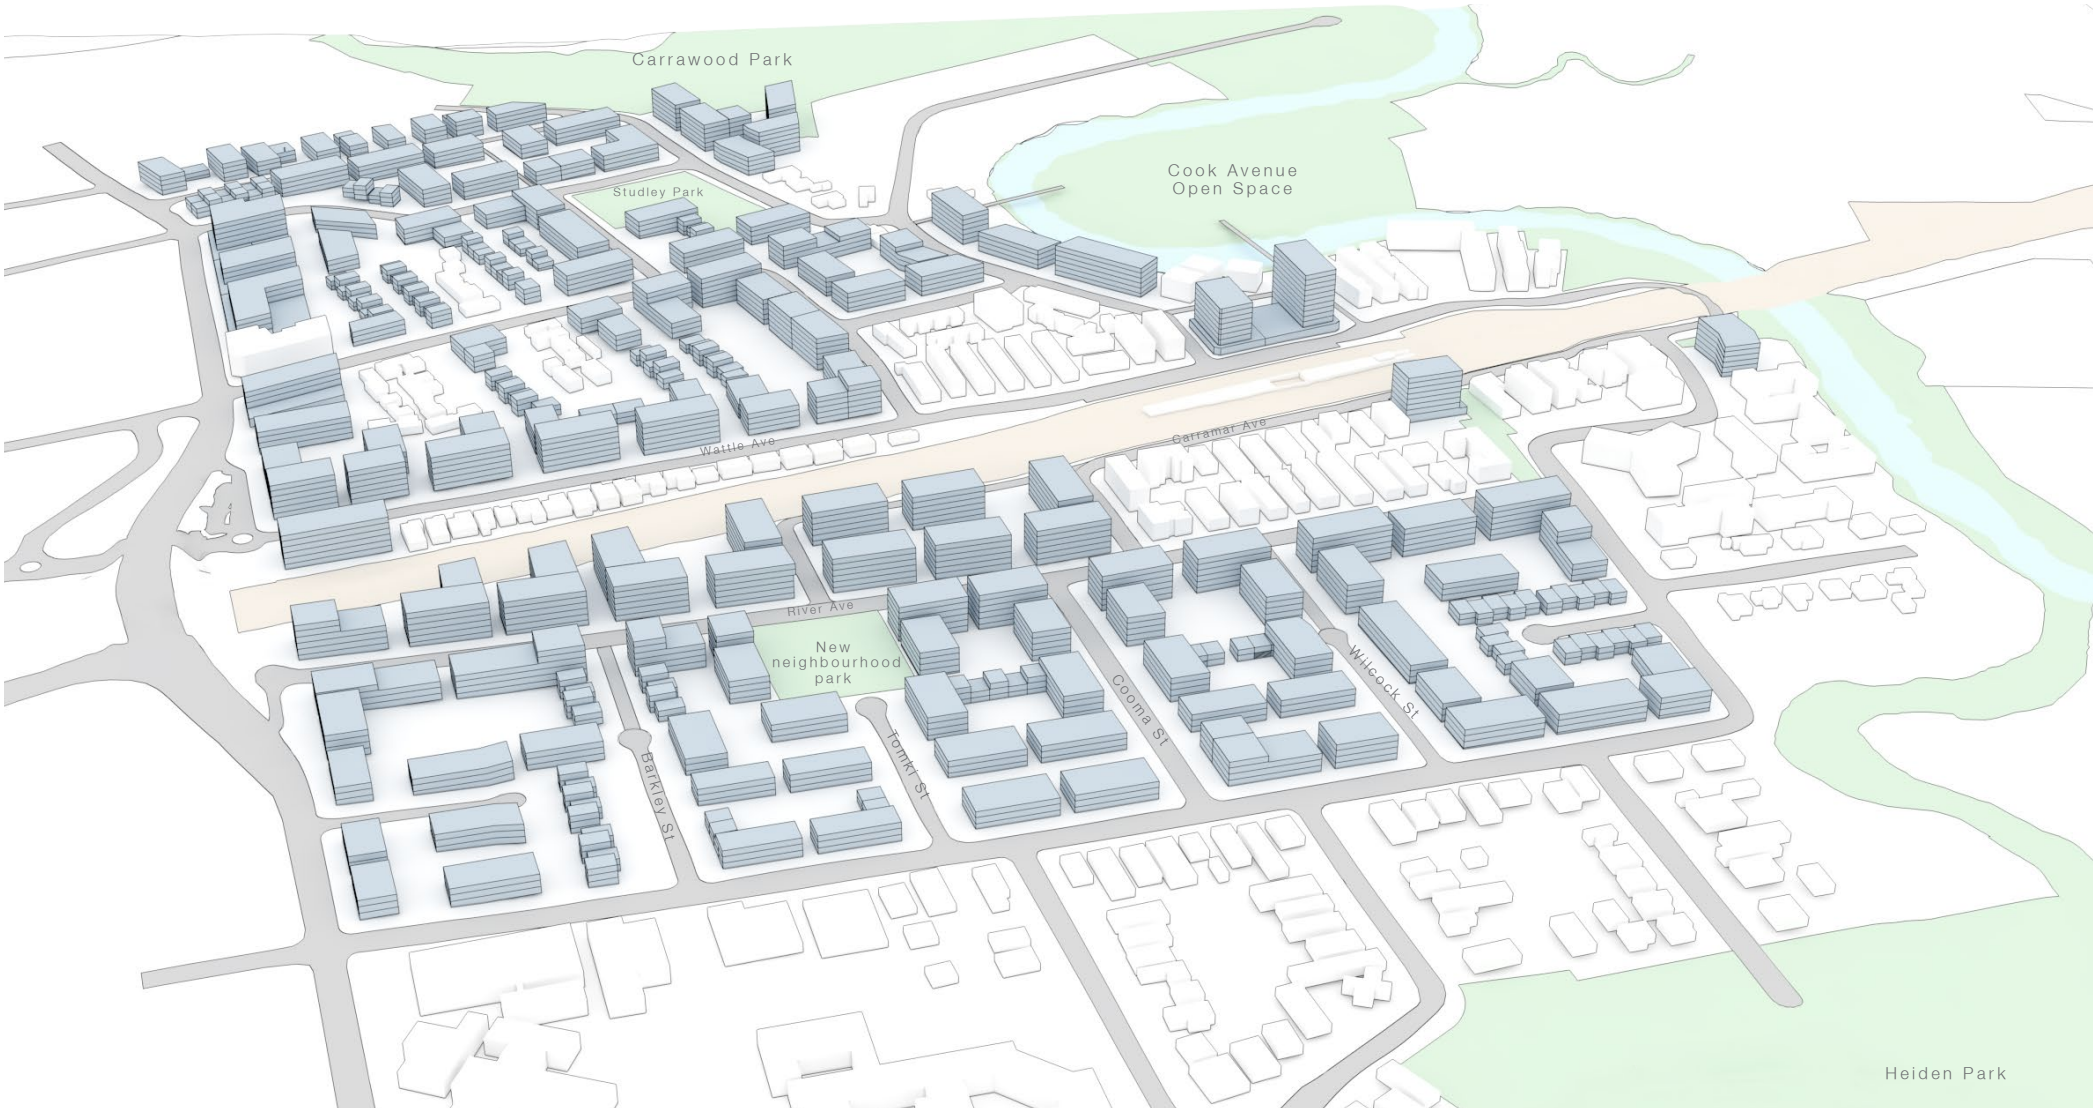 Carrawood Park
Cook Avenue
Open Space
Studley Park
Wattle Ave
Carramar Ave
River Ave
New
neighbourhood
park
Barkley St
Tomki St
Cooma St
Wilcock St
Heiden Park